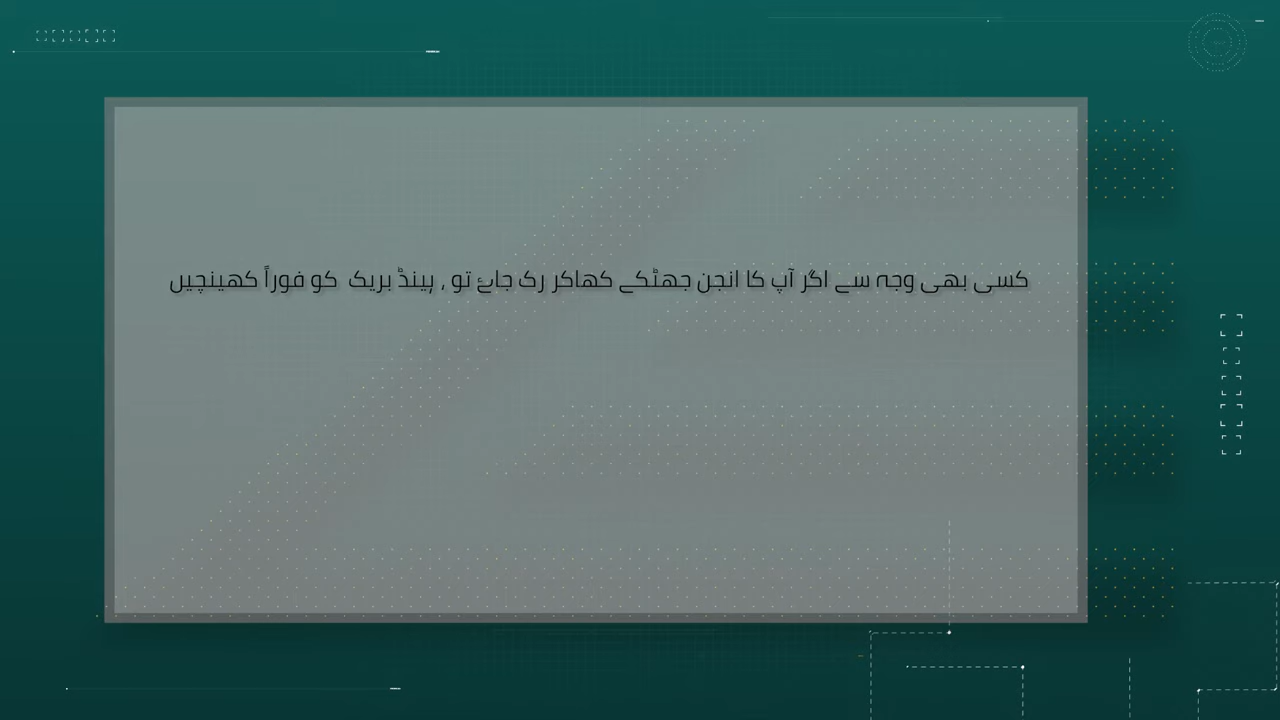 کسی بھی وجہ سے اگر آپ کا انجن جھٹکے کھاکر رک جاۓ تو ، ہینڈ بریک کو فوراً کھینچیں